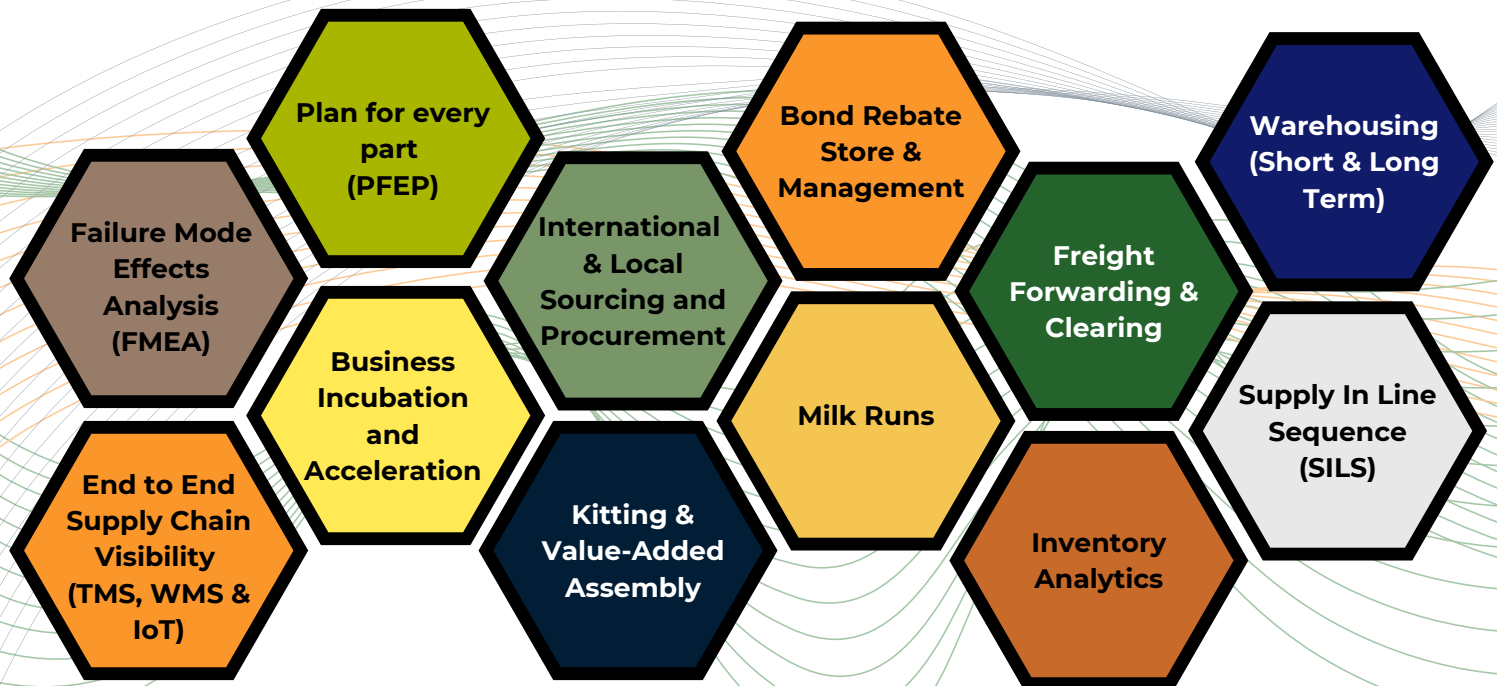 Plan for every
part
(PFEP)
Bond Rebate
Store &
Management
Warehousing
(Short & Long
Term)
Failure Mode
Effects
Analysis
(FMEA)
International
& Local
Sourcing and
Procurement
Freight
Forwarding &
Clearing
Business
Incubation
and
Acceleration
Milk Runs
Supply In Line
Sequence
(SILS)
End to End
Supply Chain
Visibility
(TMS, WMS &
IoT)
Kitting &
Value-Added
Assembly
Inventory
Analytics